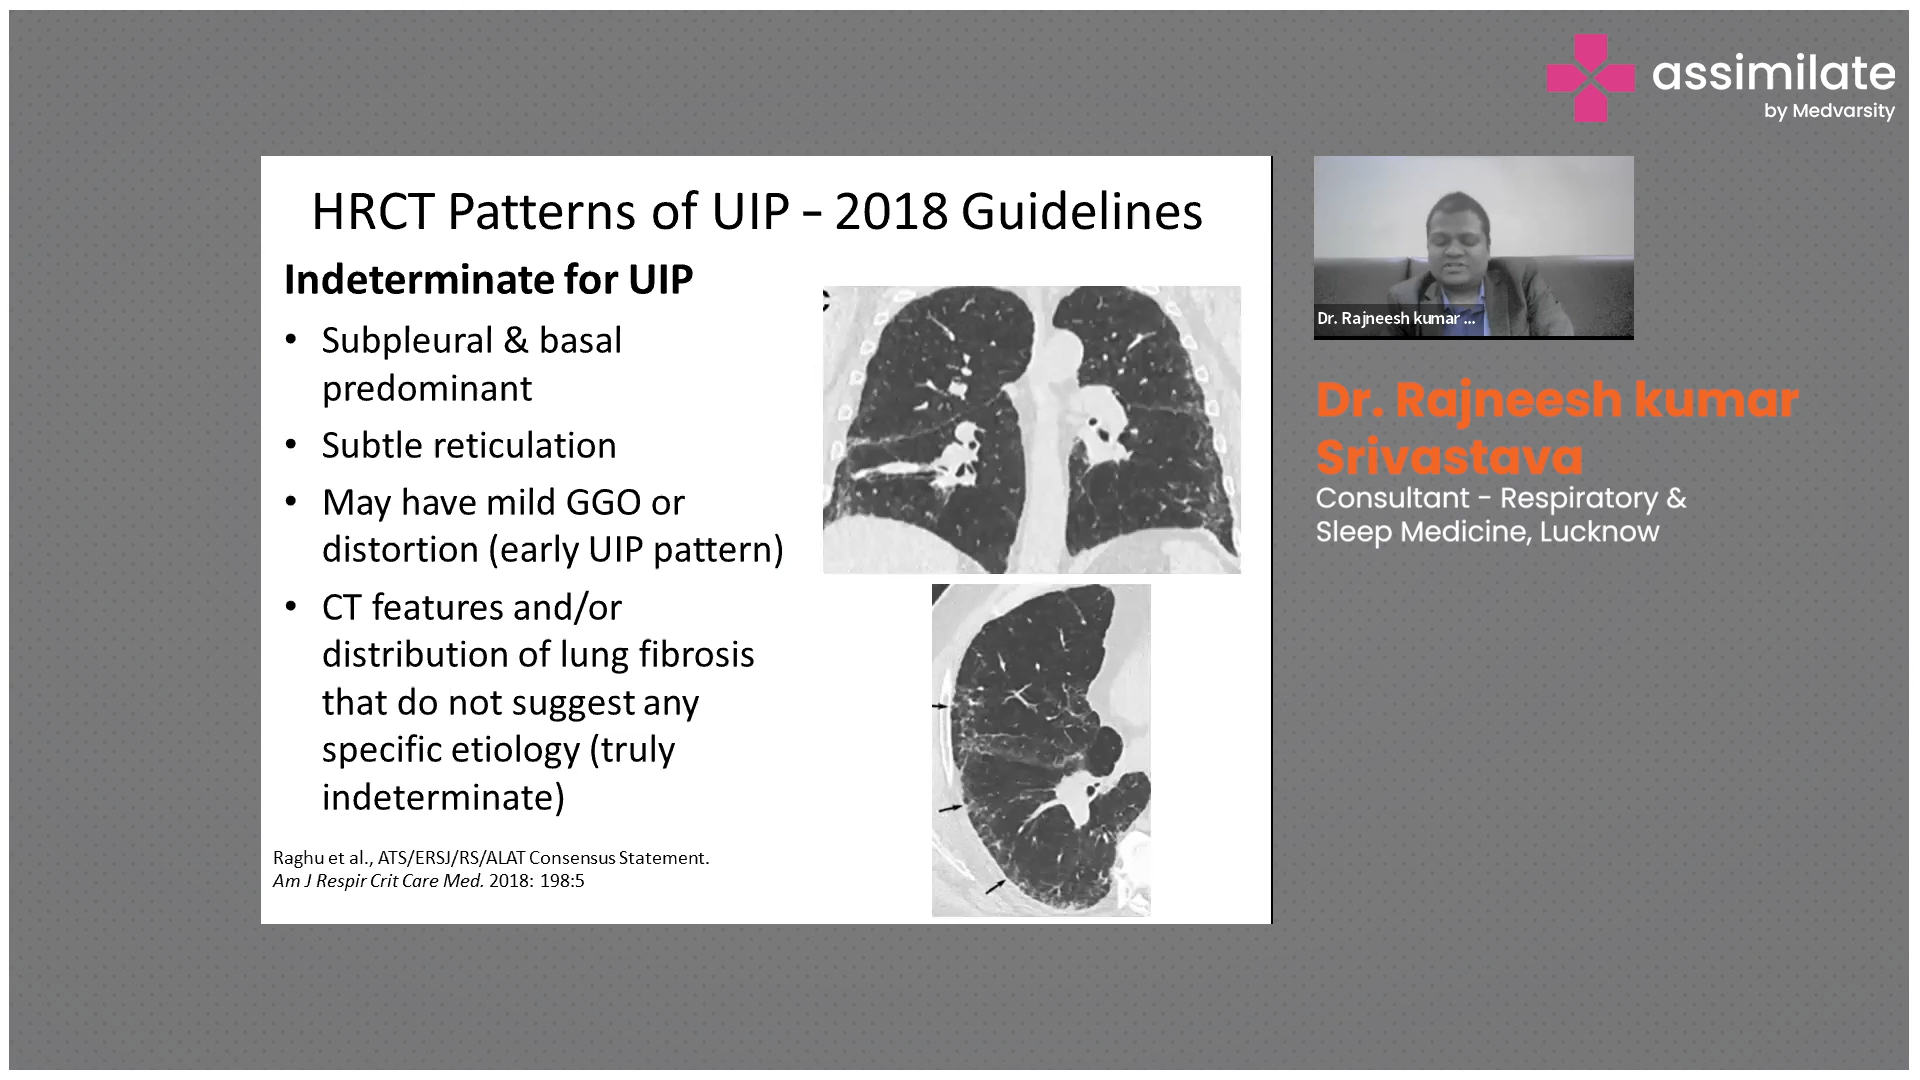 assimilate
by Medvarsity
HRCT Patterns of UIP – 2018 Guidelines
Indeterminate for UIP
• Subpleural & basal
predominant
• Subtle reticulation
• May have mild GGO or
distortion (early UIP pattern)
• CT features and/or
distribution of lung fibrosis
that do not suggest any
specific etiology (truly
indeterminate)
Raghu et al., ATS/ERSJ/RS/ALAT Consensus Statement.
Am J Respir Crit Care Med. 2018: 198:5
Dr. Rajneesh kumar ...
Dr. Rajneesh kumar
Srivastava
Consultant - Respiratory &
Sleep Medicine, Lucknow